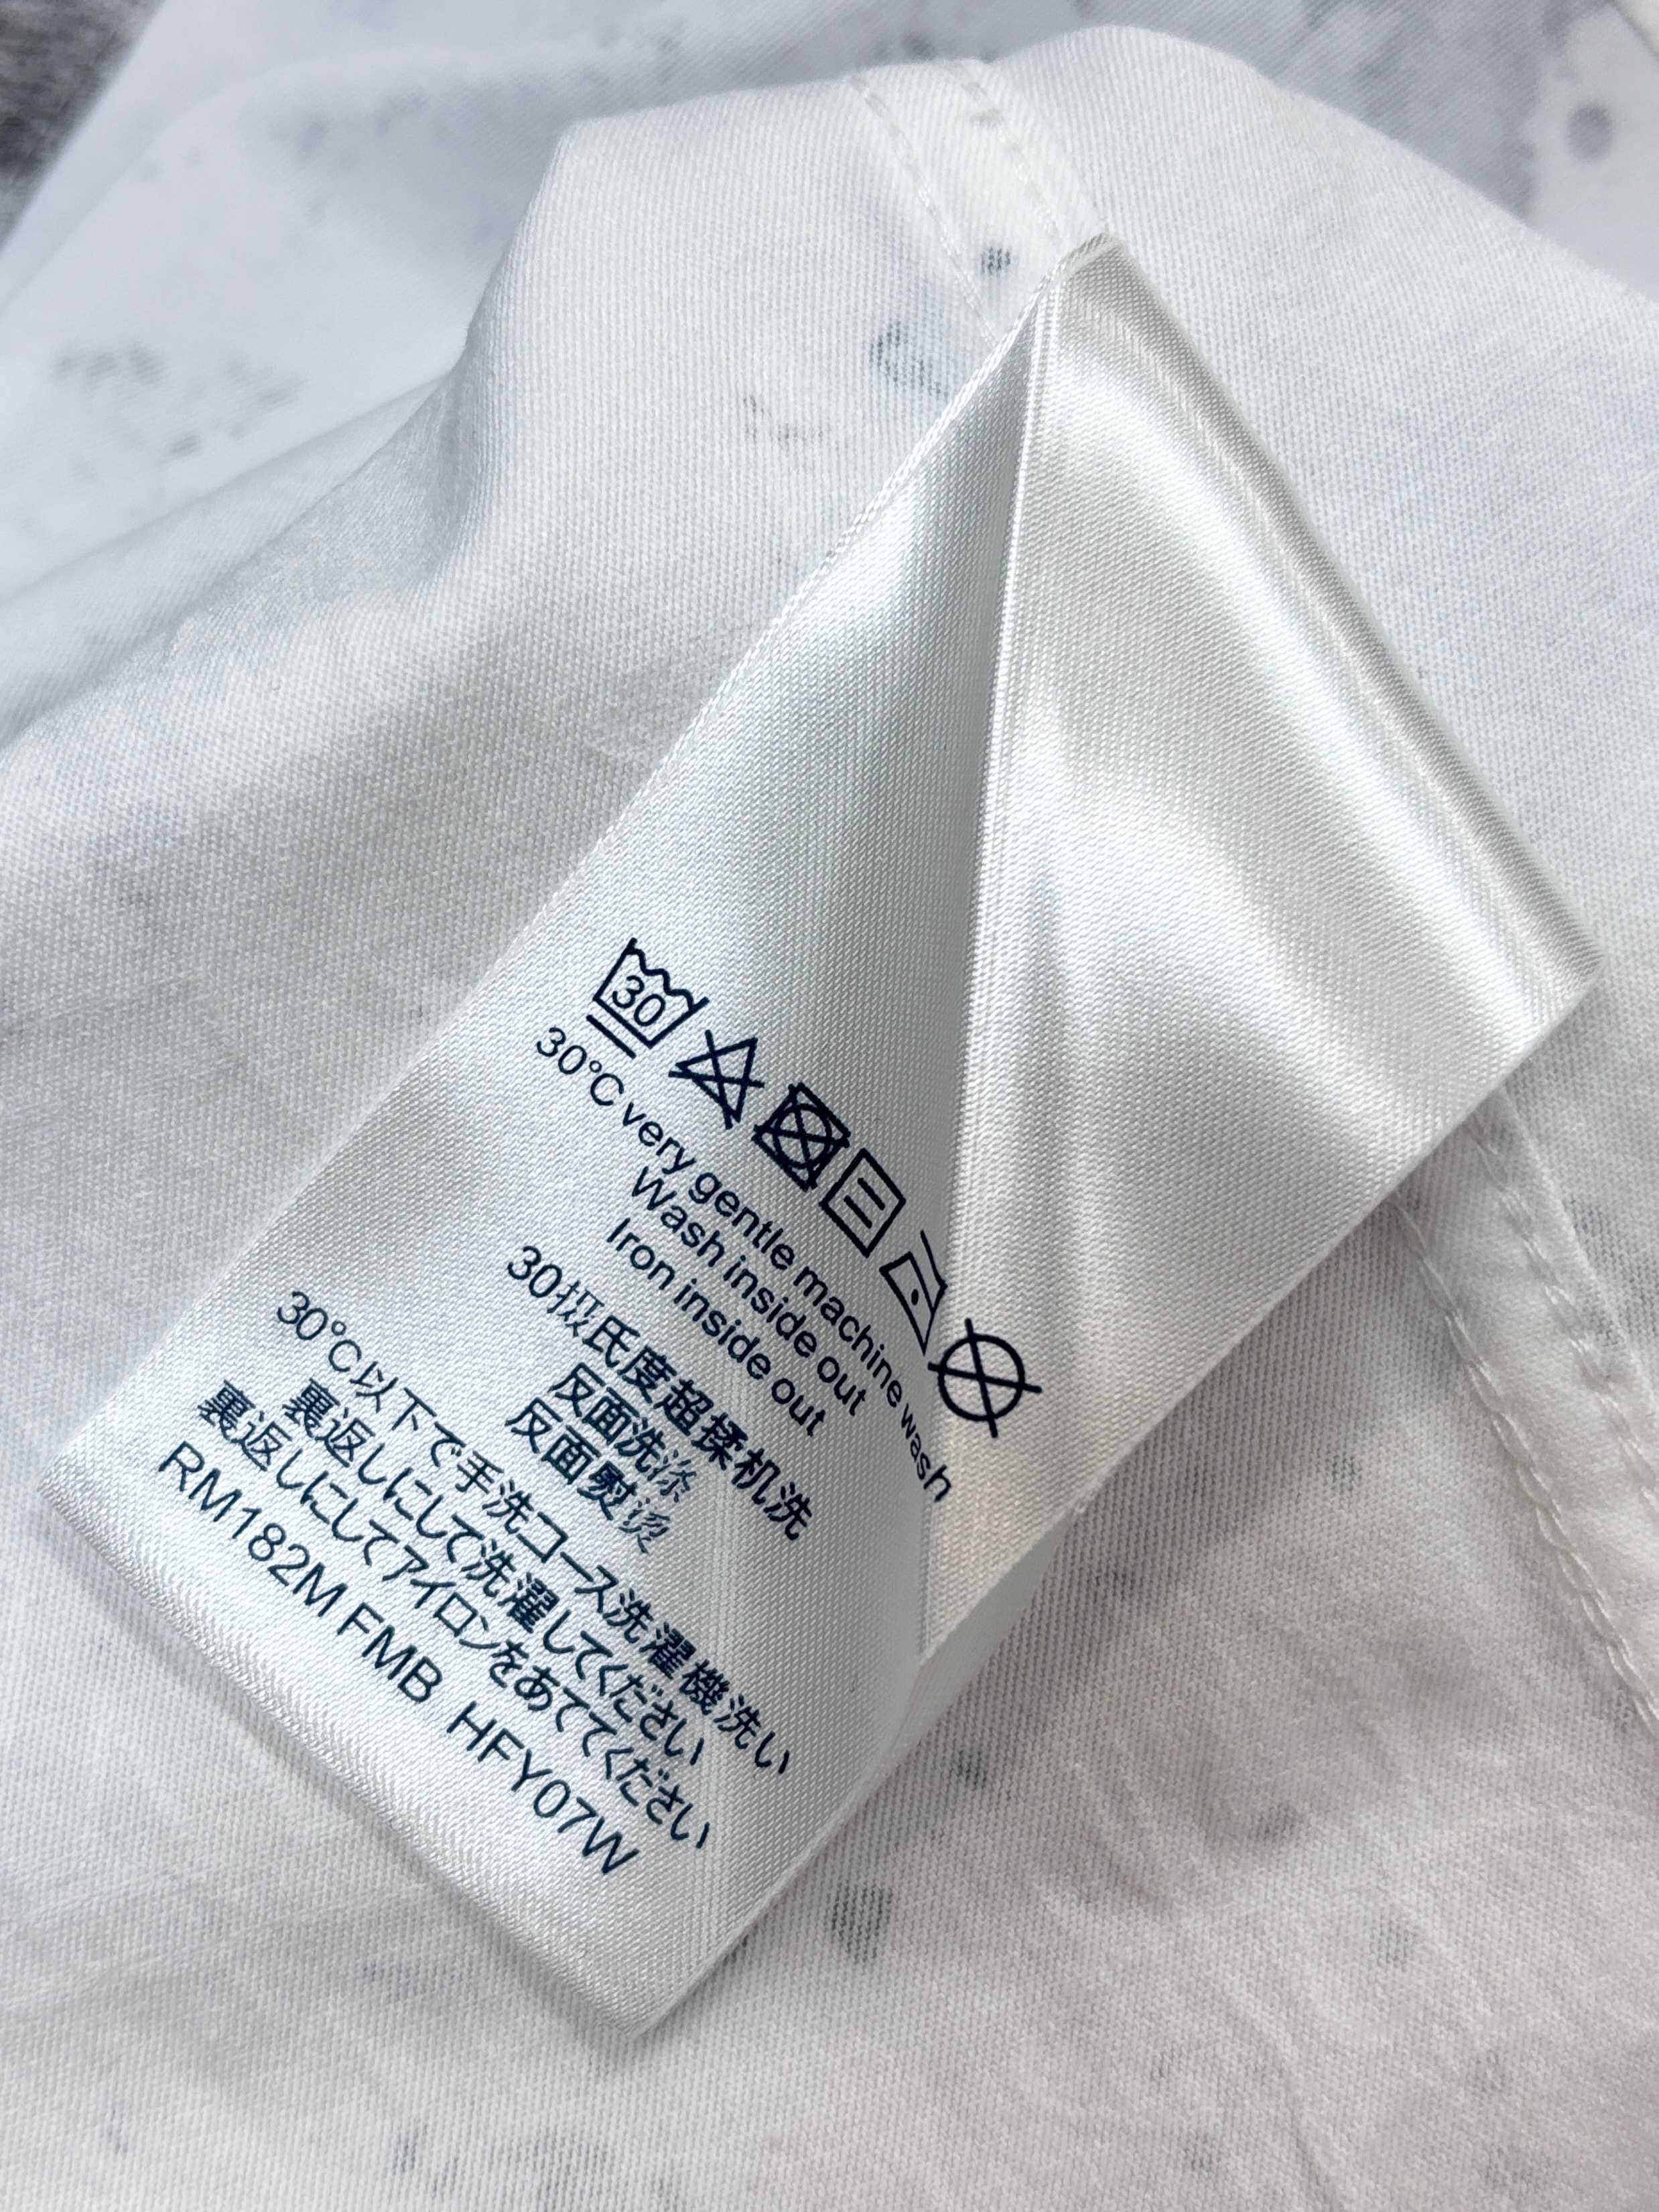 30
30°C very gentle machine wash
Wash inside out
Iron inside out
30摄氏度超揉机洗
反面洗涤
反面熨烫
30°C以下で手洗コース洗濯機洗い
裏返しにして洗濯してください
裏返しにしてアイロンをあててください
RM182M FMB HFY07W